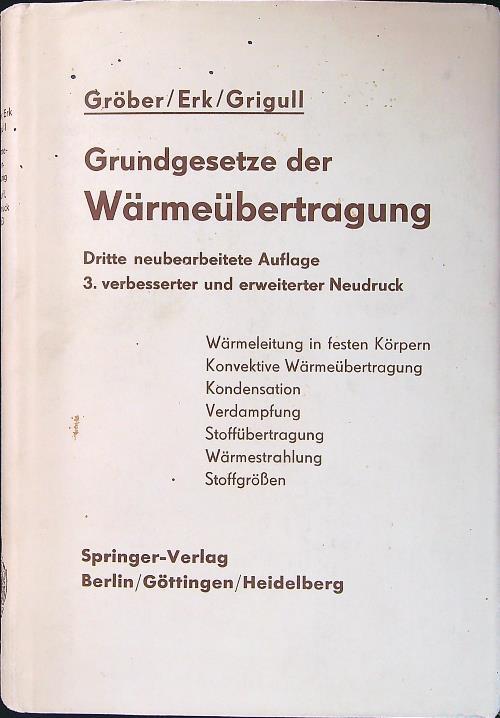 Gröber/Erk/Grigull
Grundgesetze der
Wärmeübertragung
Dritte neubearbeitete Auflage
3. verbesserter und erweiterter Neudruck
Wärmeleitung in festen Körpern
Konvektive Wärmeübertragung
Kondensation
Verdampfung
Stoffübertragung
Wärmestrahlung
Stoffgrößen
Springer-Verlag
Berlin/Göttingen/Heidelberg